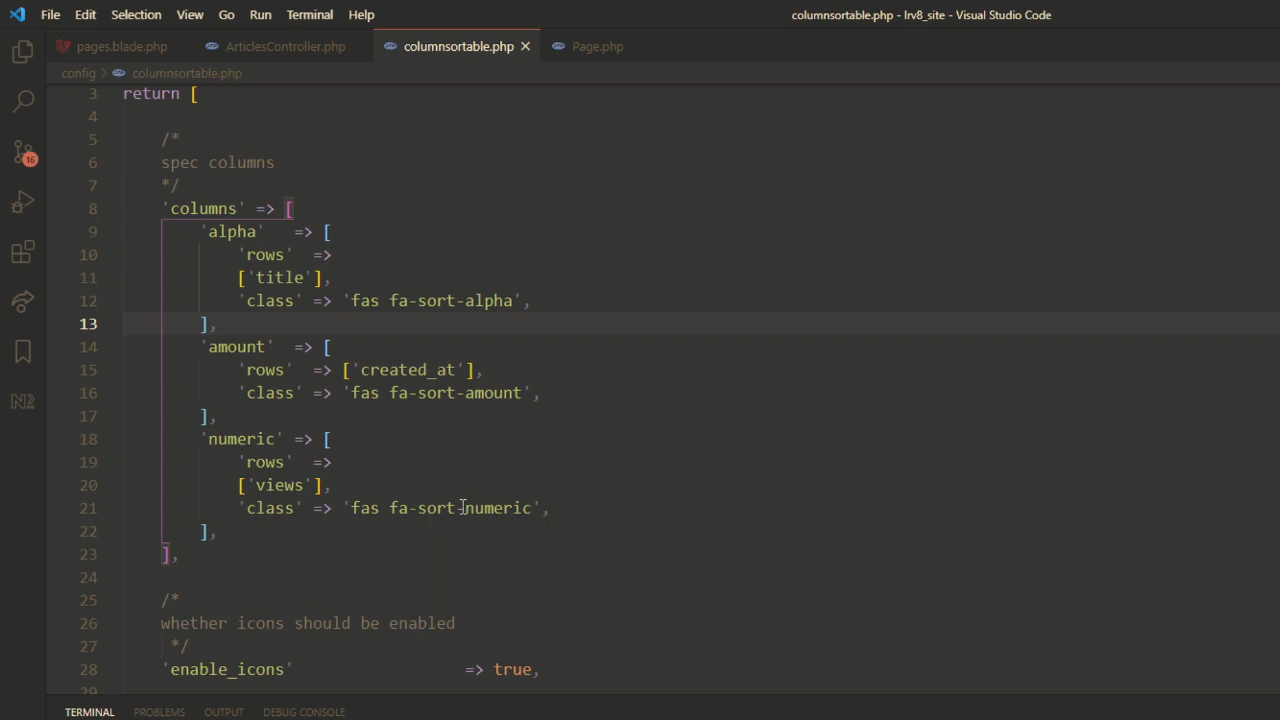 File Edit Selection View Go Run Terminal Help columnsortable.php - lrv8_site - Visual Studio Code
pages.blade.php ArticlesController.php columnsortable.php × Page.php
config > columnsortable.php
3 return [
4
5 /*
6 spec columns
7 */
8 'columns' => [
9 'alpha' => [
10 'rows' =>
11 ['title'],
12 'class' => 'fas fa-sort-alpha',
13 ],
14 'amount' => [
15 'rows' => ['created_at'],
16 'class' => 'fas fa-sort-amount',
17 ],
18 'numeric' => [
19 'rows' =>
20 ['views'],
21 'class' => 'fas fa-sort-numeric',
22 ],
23 ],
24
25 /*
26 whether icons should be enabled
27 */
28 'enable_icons' => true,
29
16
N2
TERMINAL PROBLEMS OUTPUT DEBUG CONSOLE